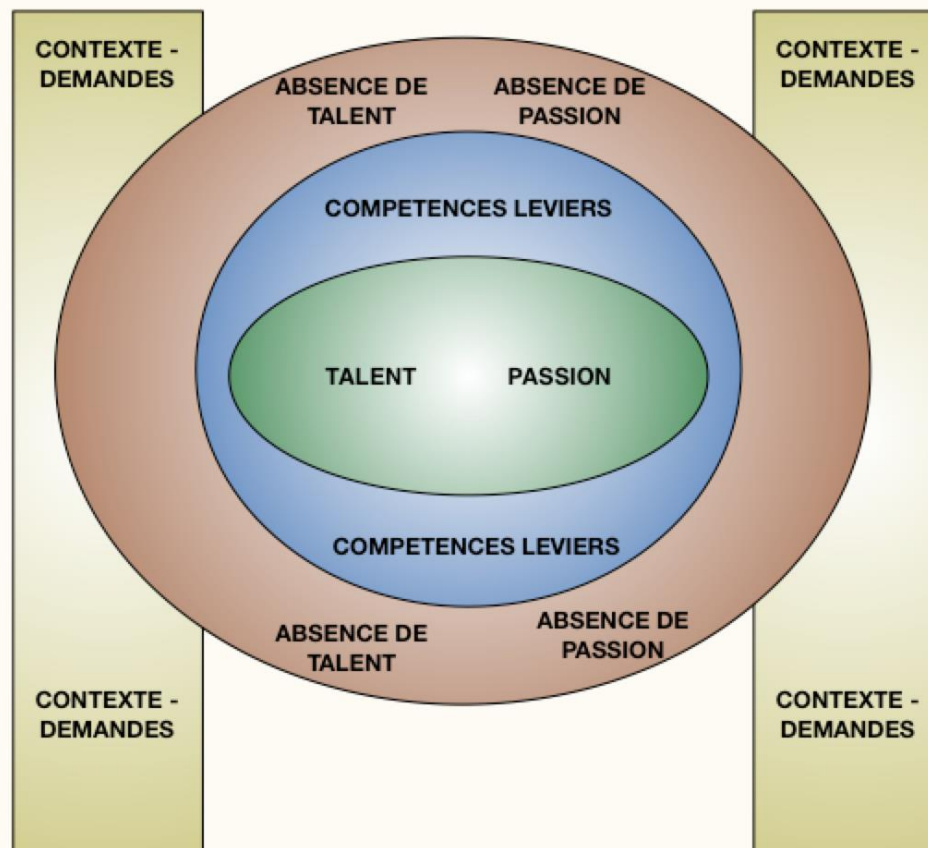 CONTEXTE -
DEMANDES
ABSENCE DE
TALENT
ABSENCE DE
PASSION
CONTEXTE -
DEMANDES
COMPETENCES LEVIERS
TALENT
PASSION
COMPETENCES LEVIERS
ABSENCE DE
TALENT
ABSENCE DE
PASSION
CONTEXTE -
DEMANDES
CONTEXTE -
DEMANDES